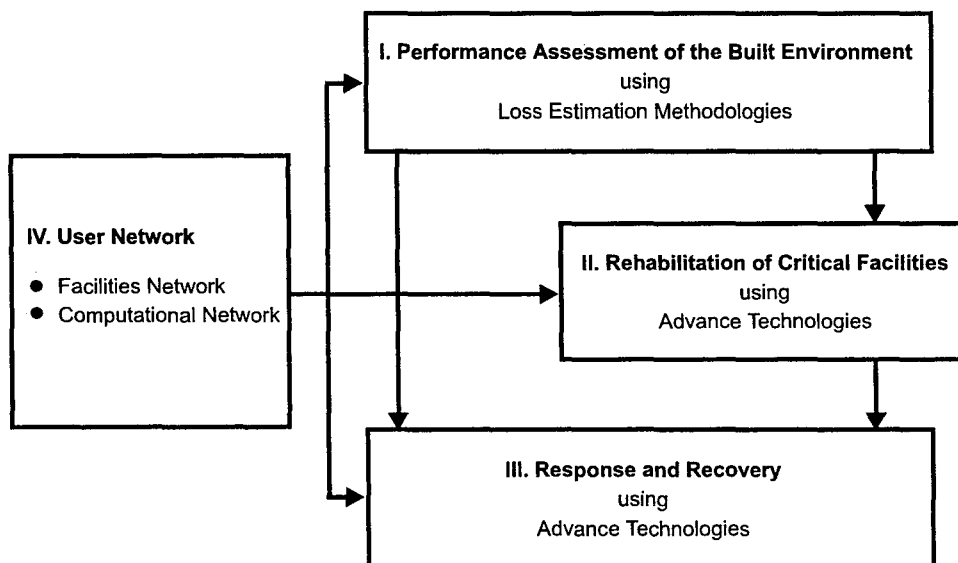 I. Performance Assessment of the Built Environment
using
Loss Estimation Methodologies
IV. User Network
● Facilities Network
● Computational Network
II. Rehabilitation of Critical Facilities
using
Advance Technologies
III. Response and Recovery
using
Advance Technologies